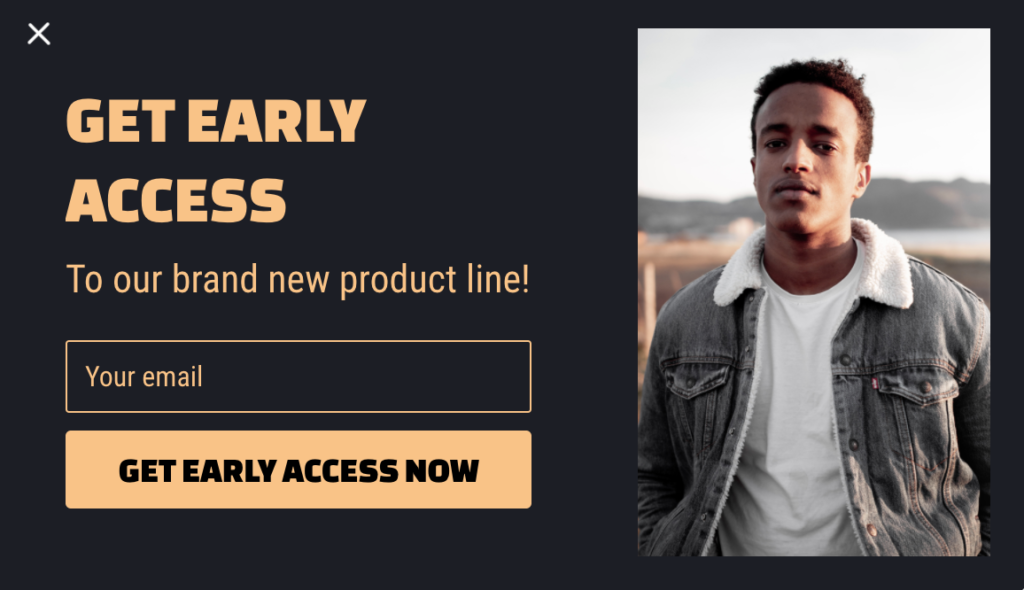 GET EARLY
ACCESS
To our brand new product line!
Your email
GET EARLY ACCESS NOW